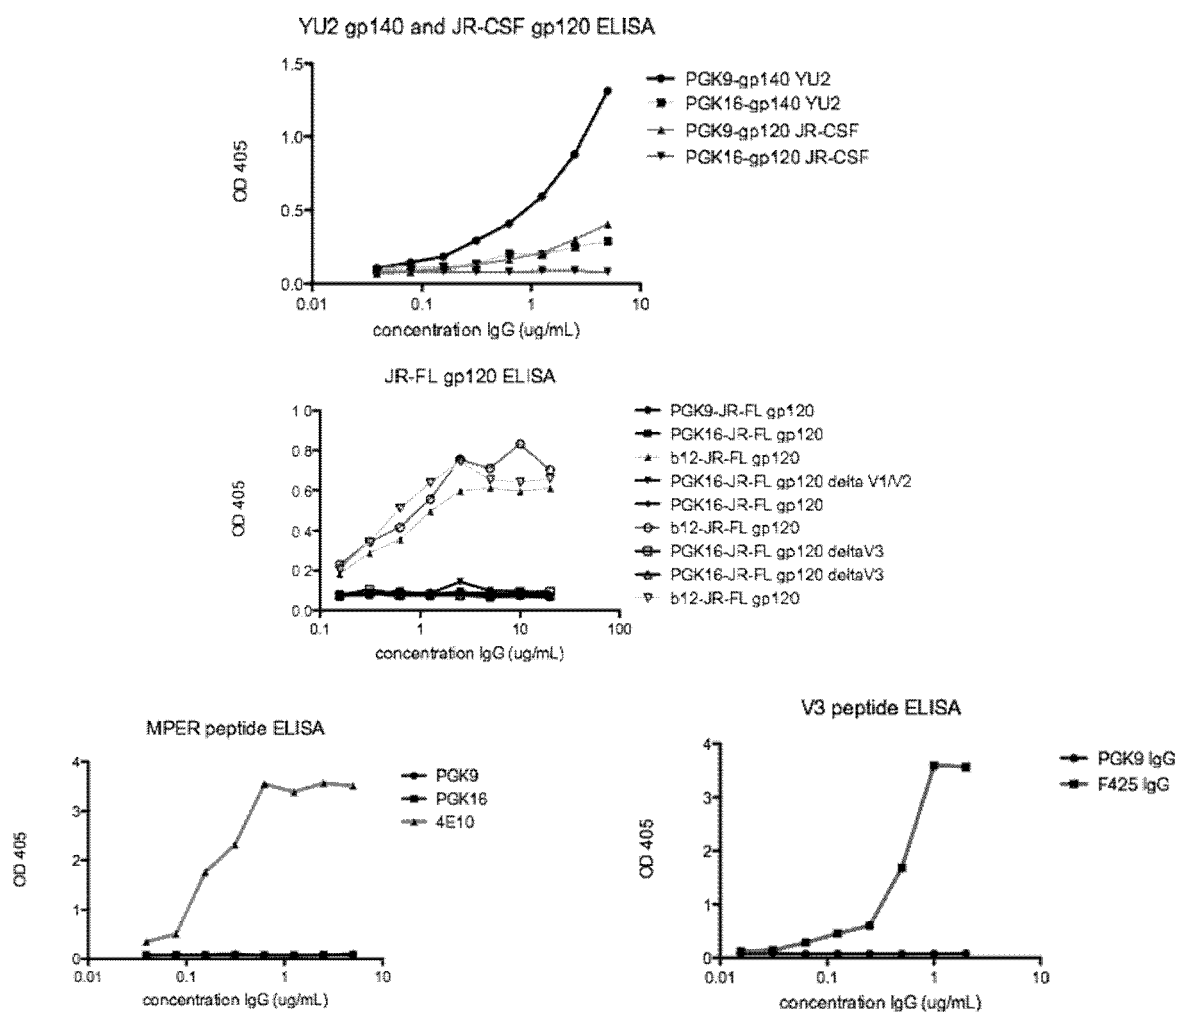 YU2 gp140 and JR-CSF gp120 ELISA
1.5
1.0
0.5
0.0
OD 405
0.01 0.1 1 10
concentration IgG (ug/mL)
PGK9-gp140 YU2
PGK16-gp140 YU2
PGK9-gp120 JR-CSF
PGK16-gp120 JR-CSF
JR-FL gp120 ELISA
1.0
0.8
0.6
0.4
0.2
0.0
OD 405
0.1 1 10 100
concentration IgG (ug/mL)
PGK9-JR-FL gp120
PGK16-JR-FL gp120
b12-JR-FL gp120
PGK16-JR-FL gp120 delta V1/V2
PGK16-JR-FL gp120
b12-JR-FL gp120
PGK16-JR-FL gp120 deltaV3
PGK16-JR-FL gp120 deltaV3
b12-JR-FL gp120
MPER peptide ELISA
4
3
2
1
0
OD 405
0.01 0.1 1 10
concentration IgG (ug/mL)
PGK9
PGK16
4E10
V3 peptide ELISA
4
3
2
1
0
OD 405
0.01 0.1 1 10
concentration IgG (ug/mL)
PGK9 IgG
F425 IgG